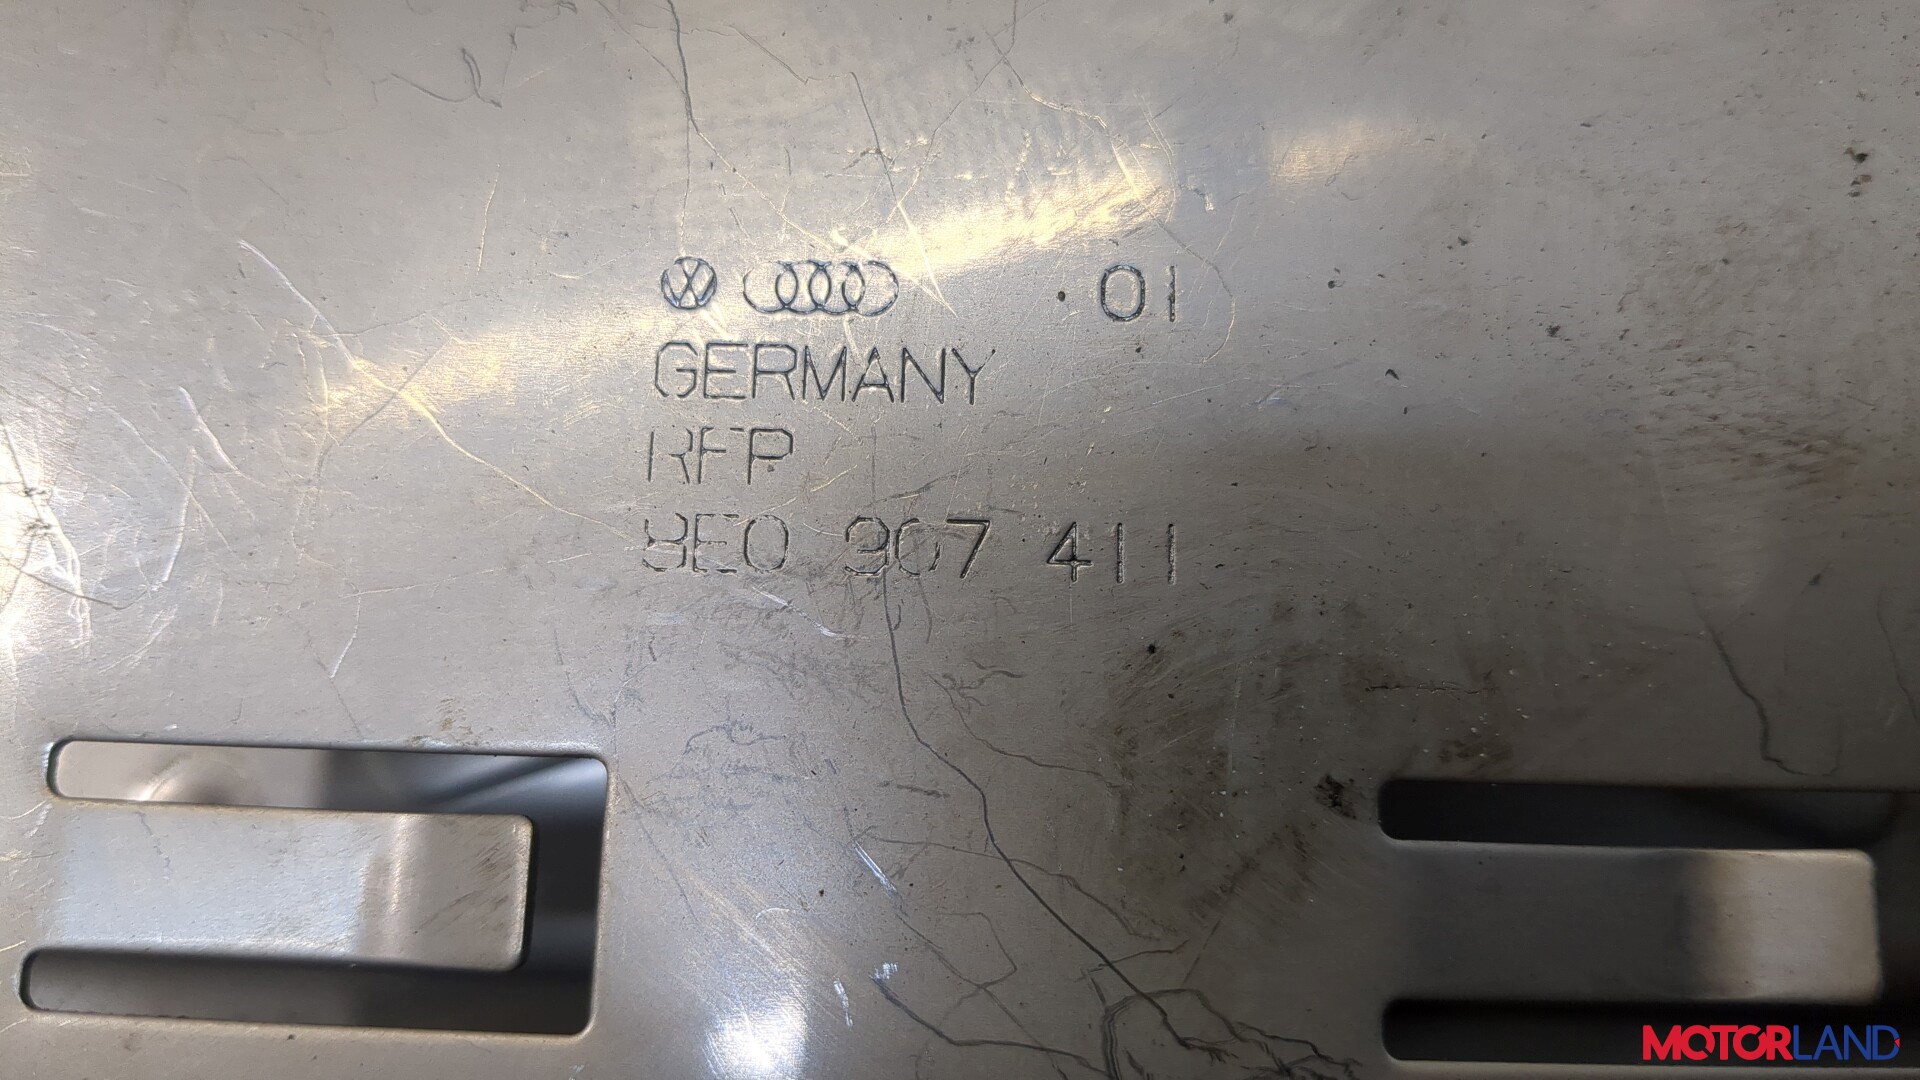 01
GERMANY
RFP
8E0 907 411
MOTORLAND